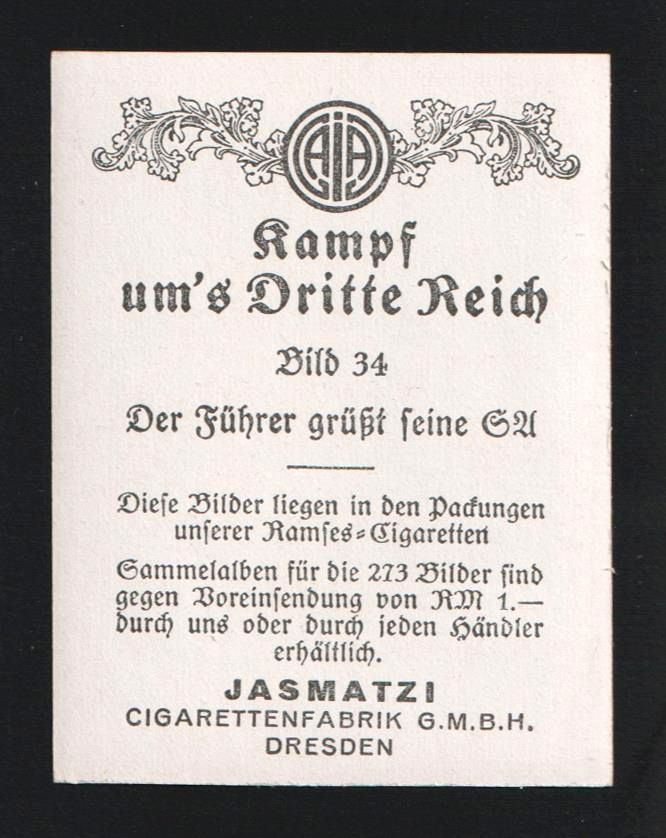 AIA
Kampf
um's Dritte Reich
Bild 34
Der Führer grüßt seine SA
Diese Bilder liegen in den Packungen
unserer Ramses-Cigaretten
Sammelalben für die 273 Bilder sind
gegen Voreinsendung von RM 1.—
durch uns oder durch jeden Händler
erhältlich.
JASMATZI
CIGARETTENFABRIK G.M.B.H.
DRESDEN